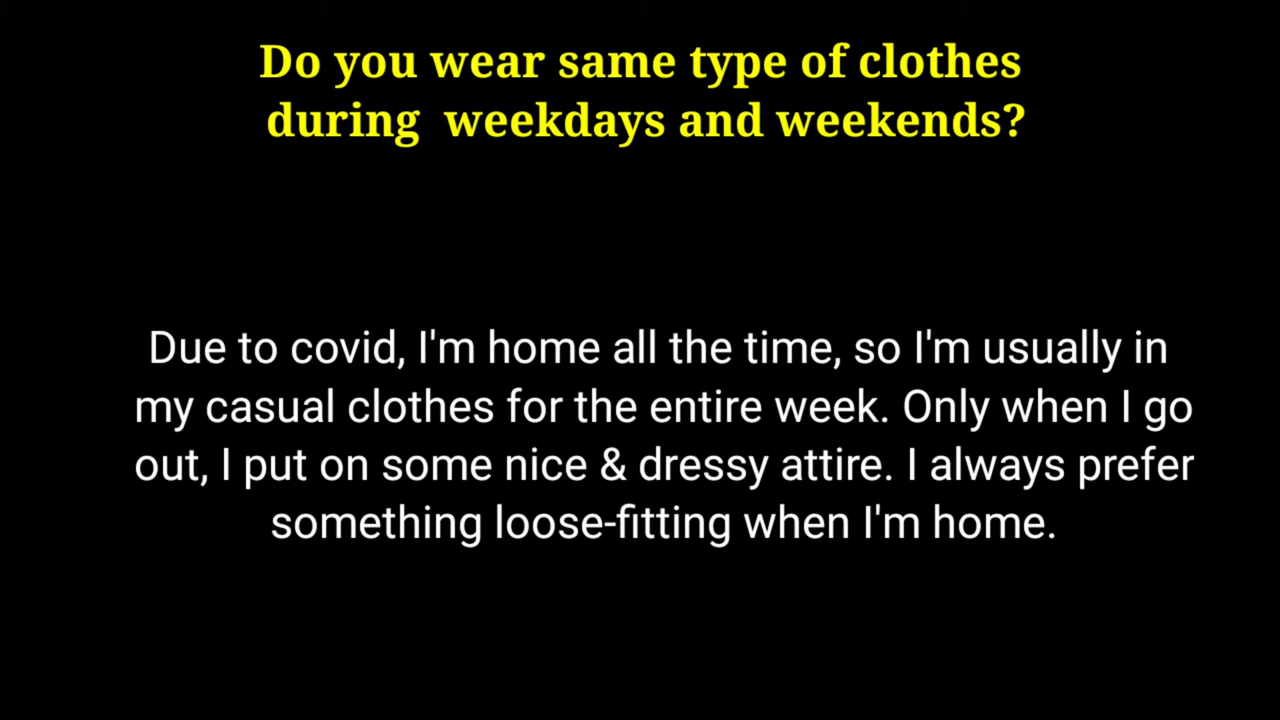 Do you wear same type of clothes
during weekdays and weekends?
Due to covid, I'm home all the time, so I'm usually in
my casual clothes for the entire week. Only when I go
out, I put on some nice & dressy attire. I always prefer
something loose-fitting when I'm home.